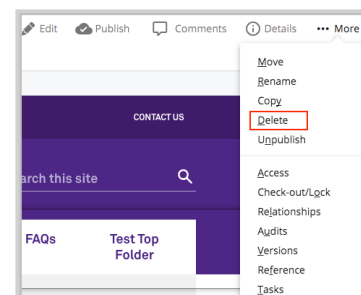 Edit Publish Comments Details ••• More
Move
Rename
Copy
Delete
Unpublish
CONTACT US
arch this site
Access
Check-out/Lock
Relationships
Audits
Versions
Reference
Tasks
FAQs Test Top
Folder